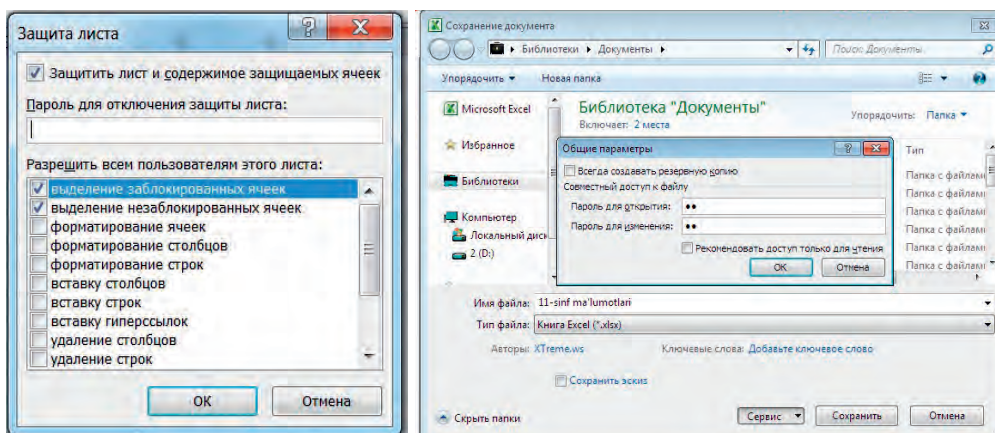 Защита листа
Защитить лист и содержимое защищаемых ячеек
Пароль для отключения защиты листа:
Разрешить всем пользователям этого листа:
выделение заблокированных ячеек
выделение незаблокированных ячеек
форматирование ячеек
форматирование столбцов
форматирование строк
вставку столбцов
вставку строк
вставку гиперссылок
удаление столбцов
удаление строк
ОК
Отмена
Сохранение документа
Библиотеки
Документы
Поиск: Документы
Упорядочить
Новая папка
Microsoft Excel
Избранное
Библиотеки
Компьютер
Локальный диск
2 (D:)
Библиотека "Документы"
Включает: 2 места
Упорядочить: Папка
Тип
Папка с файлами
Папка с файлами
Папка с файлами
Папка с файлами
Папка с файлами
Папка с файлами
Общие параметры
Всегда создавать резервную копию
Совместный доступ к файлу
Пароль для открытия: ••
Пароль для изменения: ••
Рекомендовать доступ только для чтения
ОК
Отмена
Имя файла: 11-sinf ma'lumotlari
Тип файла: Книга Excel (*.xlsx)
Авторы: XTreme.ws
Ключевые слова: Добавьте ключевое слово
Сохранить эскиз
Скрыть папки
Сервис
Сохранить
Отмена